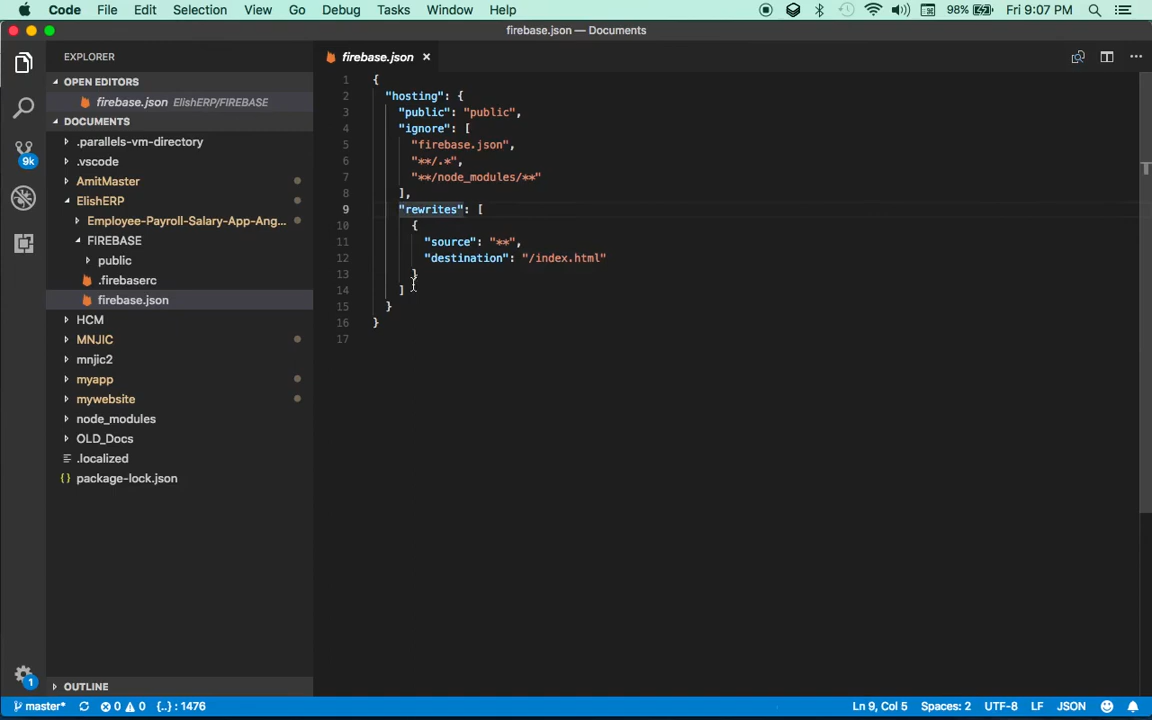 Code File Edit Selection View Go Debug Tasks Window Help 98% Fri 9:07 PM
firebase.json — Documents
EXPLORER
OPEN EDITORS
firebase.json ElishERP/FIREBASE
DOCUMENTS
.parallels-vm-directory
.vscode
AmitMaster
ElishERP
Employee-Payroll-Salary-App-Ang...
FIREBASE
public
.firebaserc
firebase.json
HCM
MNJIC
mnjic2
myapp
mywebsite
node_modules
OLD_Docs
.localized
{} package-lock.json
OUTLINE
9k
1
firebase.json ×
1 {
2 "hosting": {
3 "public": "public",
4 "ignore": [
5 "firebase.json",
6 "**/.*",
7 "**/node_modules/**"
8 ],
9 "rewrites": [
10 {
11 "source": "**",
12 "destination": "/index.html"
13 }
14 ]
15 }
16 }
17
master* 0 0 {..} : 1476 Ln 9, Col 5 Spaces: 2 UTF-8 LF JSON